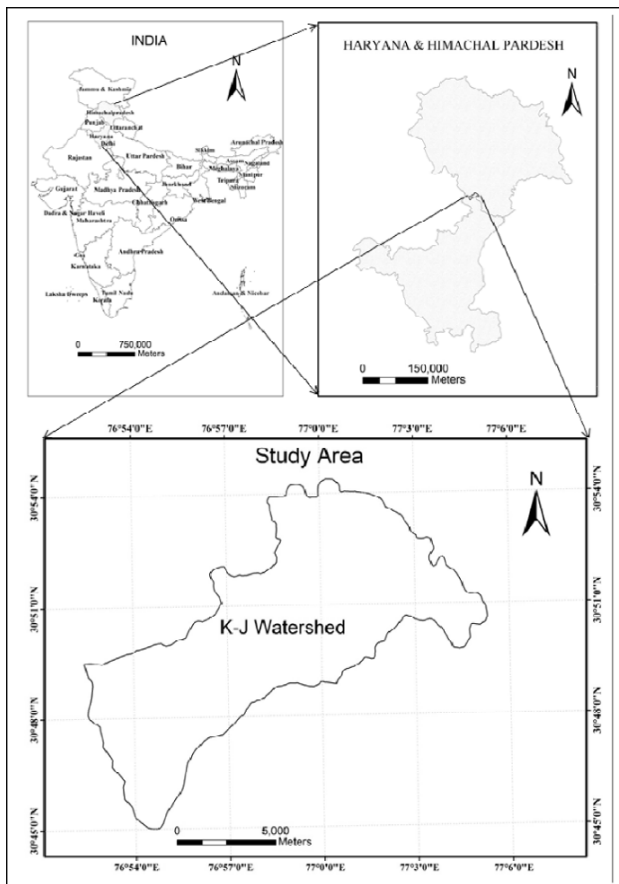 INDIA
N
Jammu & Kashmir
Himachalpradesh
Punjab
Uttaranchal
Haryana
Delhi
Rajastan
Uttar Pardesh
Sikkim
Arunachal Pradesh
Assam
Nagaland
Bihar
Meghalaya
Manipur
Tripura
Mizoram
Gujarat
Madhya Pradesh
Jharkhand
Chhattisgarh
West Bengal
Orissa
Dadra & Nagar Haveli
Maharashtra
Andhra Pradesh
Goa
Karnataka
Tamil Nadu
Kerala
Andaman & Nicobar
0 750,000
Meters
HARYANA & HIMACHAL PARDESH
N
0 150,000
Meters
76°54'0"E 76°57'0"E 77°0'0"E 77°3'0"E 77°6'0"E
Study Area
N
30°54'0"N 30°54'0"N
30°51'0"N 30°51'0"N
K-J Watershed
30°48'0"N 30°48'0"N
30°45'0"N 30°45'0"N
0 5,000
Meters
76°54'0"E 76°57'0"E 77°0'0"E 77°3'0"E 77°6'0"E